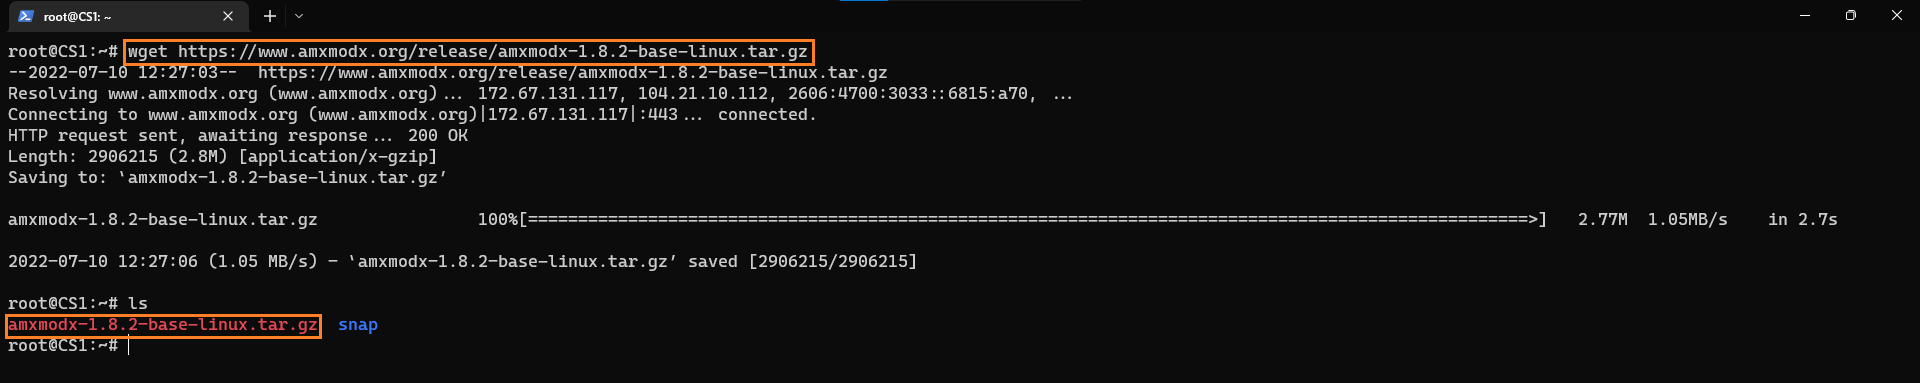 root@CS1: ~
root@CS1:~# wget https://www.amxmodx.org/release/amxmodx-1.8.2-base-linux.tar.gz
--2022-07-10 12:27:03--  https://www.amxmodx.org/release/amxmodx-1.8.2-base-linux.tar.gz
Resolving www.amxmodx.org (www.amxmodx.org)... 172.67.131.117, 104.21.10.112, 2606:4700:3033::6815:a70, ...
Connecting to www.amxmodx.org (www.amxmodx.org)|172.67.131.117|:443... connected.
HTTP request sent, awaiting response... 200 OK
Length: 2906215 (2.8M) [application/x-gzip]
Saving to: ‘amxmodx-1.8.2-base-linux.tar.gz’
amxmodx-1.8.2-base-linux.tar.gz 100%[====================================================================================================>] 2.77M 1.05MB/s in 2.7s
2022-07-10 12:27:06 (1.05 MB/s) - ‘amxmodx-1.8.2-base-linux.tar.gz’ saved [2906215/2906215]
root@CS1:~# ls
amxmodx-1.8.2-base-linux.tar.gz  snap
root@CS1:~#